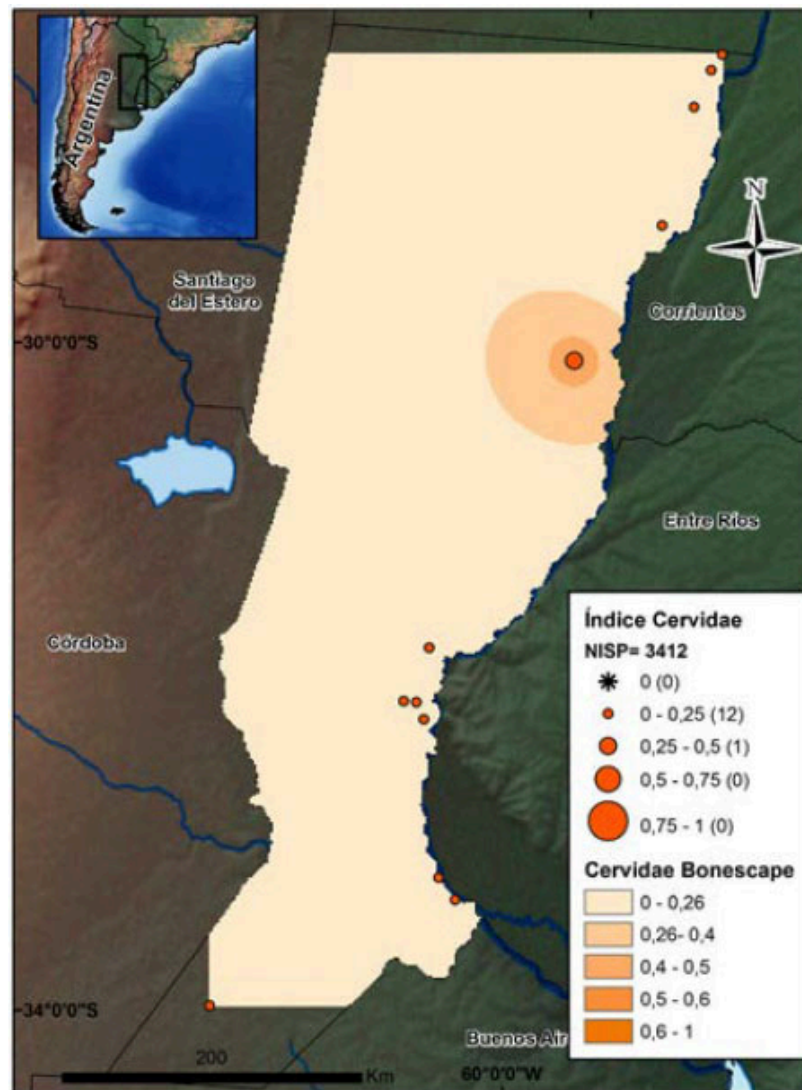 Argentina
N
Santiago
del Estero
Corrientes
30°0'0"S
Entre Ríos
Córdoba
Índice Cervidae
NISP= 3412
0 (0)
0 - 0,25 (12)
0,25 - 0,5 (1)
0,5 - 0,75 (0)
0,75 - 1 (0)
Cervidae Bonescape
0 - 0,26
0,26- 0,4
0,4 - 0,5
0,5 - 0,6
0,6 - 1
34°0'0"S
Buenos Air
200
Km
60°0'0"W